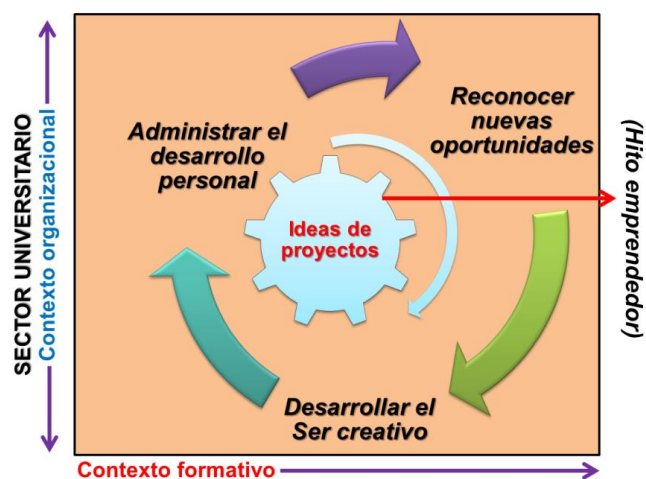 SECTOR UNIVERSITARIO
Contexto organizacional
Administrar el
desarrollo
personal
Reconocer
nuevas
oportunidades
Ideas de
proyectos
Desarrollar el
Ser creativo
(Hito emprendedor)
Contexto formativo